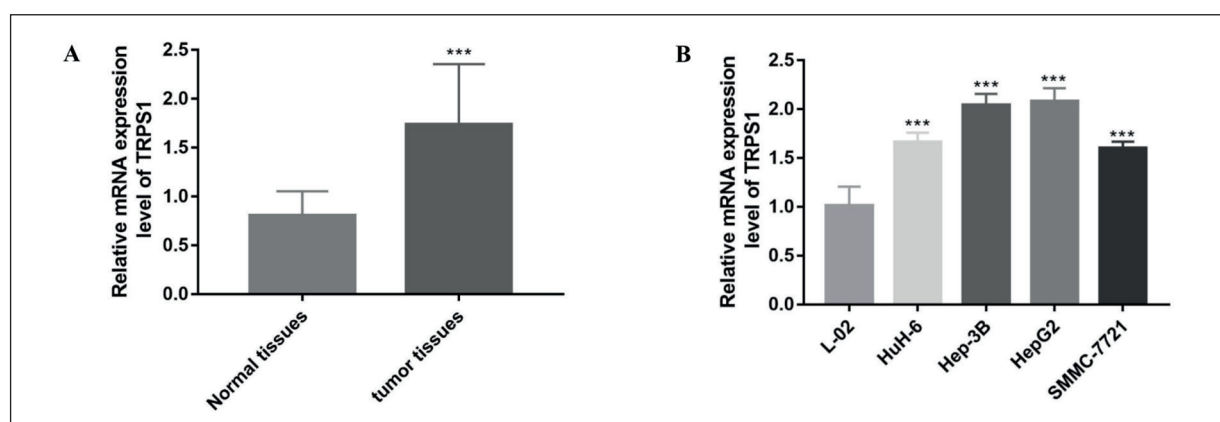 A
Relative mRNA expression
level of TRPS1
2.5
2.0
1.5
1.0
0.5
0.0
***
Normal tissues
tumor tissues
B
Relative mRNA expression
level of TRPS1
2.5
2.0
1.5
1.0
0.5
0.0
***
***
***
***
L-02
HuH-6
Hep-3B
HepG2
SMMC-7721